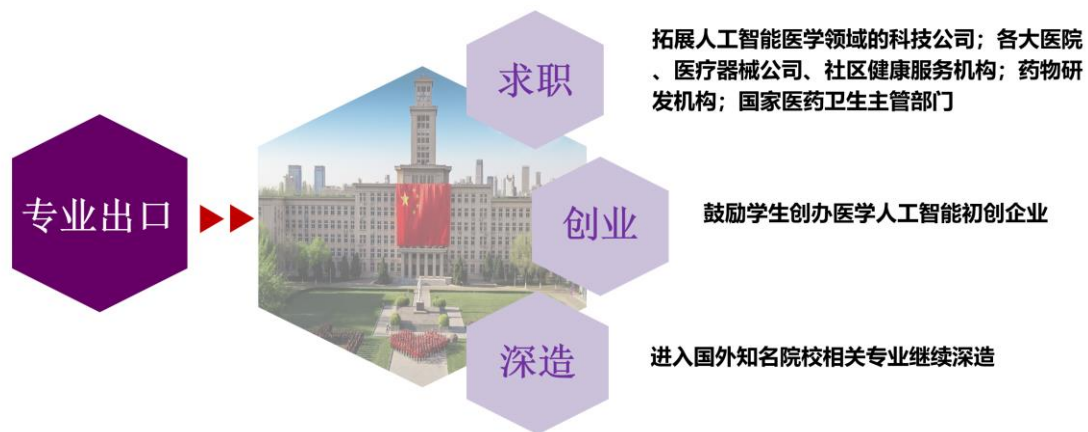 专业出口
求职
拓展人工智能医学领域的科技公司；各大医院
、医疗器械公司、社区健康服务机构；药物研
发机构；国家医药卫生主管部门
创业
鼓励学生创办医学人工智能初创企业
深造
进入国外知名院校相关专业继续深造